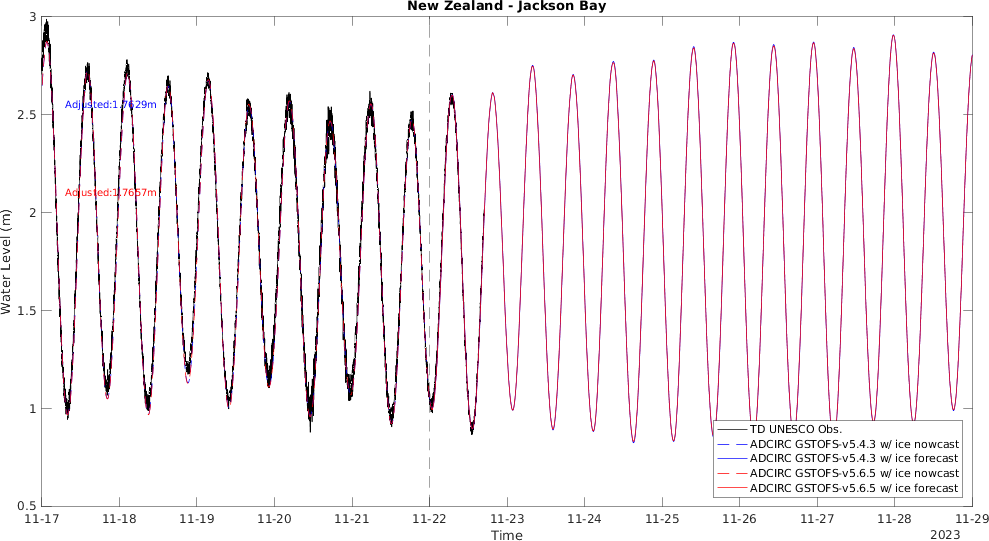 New Zealand - Jackson Bay
3
2.5
2
1.5
1
0.5
Water Level (m)
Adjusted:1.7629m
Adjusted:1.7657m
TD UNESCO Obs.
ADCIRC GSTOFS-v5.4.3 w/ ice nowcast
ADCIRC GSTOFS-v5.4.3 w/ ice forecast
ADCIRC GSTOFS-v5.6.5 w/ ice nowcast
ADCIRC GSTOFS-v5.6.5 w/ ice forecast
11-17 11-18 11-19 11-20 11-21 11-22 11-23 11-24 11-25 11-26 11-27 11-28 11-29
Time
2023